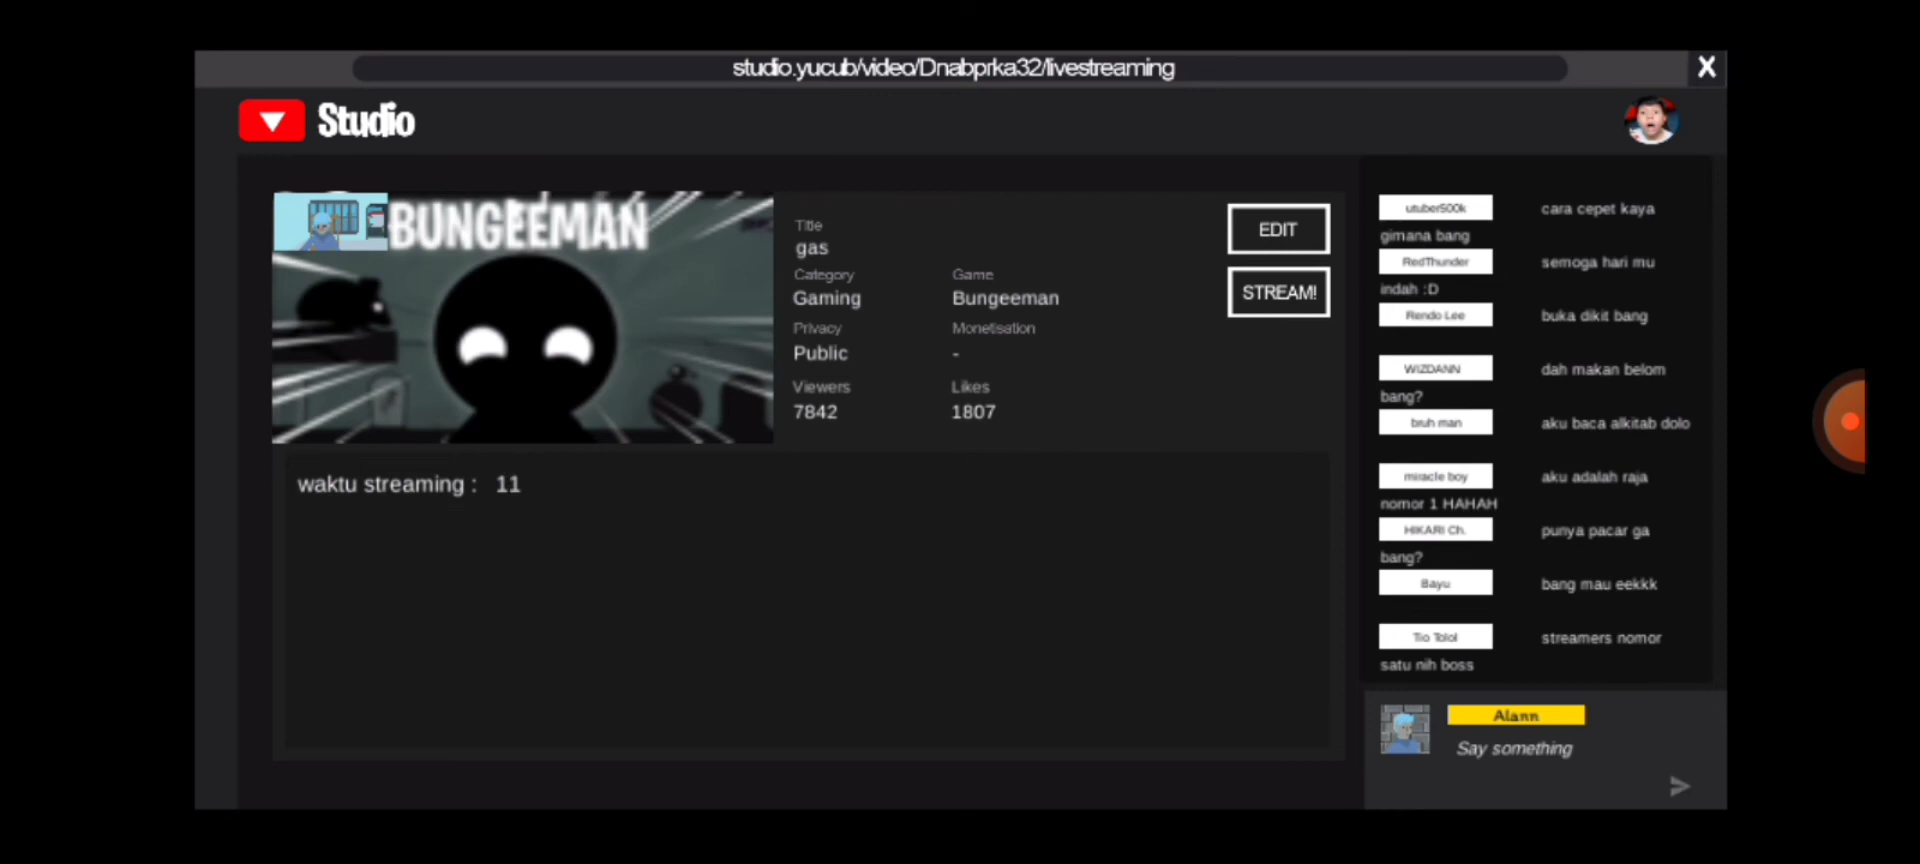 studio.yucub/video/Dnabprka32/livestreaming
X
Studio
BUNGEEMAN
Title
gas
Category
Game
Gaming
Bungeeman
Privacy
Monetisation
Public
-
Viewers
Likes
7842
1807
EDIT
STREAM!
waktu streaming : 11
utuber500k cara cepet kaya
gimana bang
RedThunder semoga hari mu
indah :D
Rendo Lee buka dikit bang
WIZDANN dah makan belom
bang?
bruh man aku baca alkitab dolo
miracle boy aku adalah raja
nomor 1 HAHAH
HIKARI Ch. punya pacar ga
bang?
Bayu bang mau eekkk
Tio Tolol streamers nomor
satu nih boss
Alann
Say something